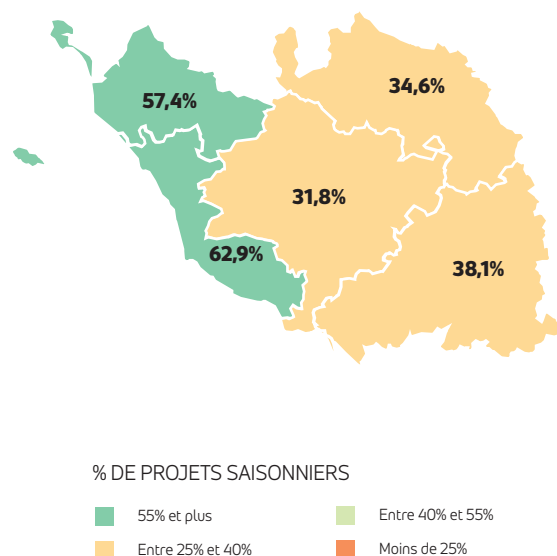 57,4%
34,6%
31,8%
62,9%
38,1%
% DE PROJETS SAISONNIERS
55% et plus
Entre 40% et 55%
Entre 25% et 40%
Moins de 25%